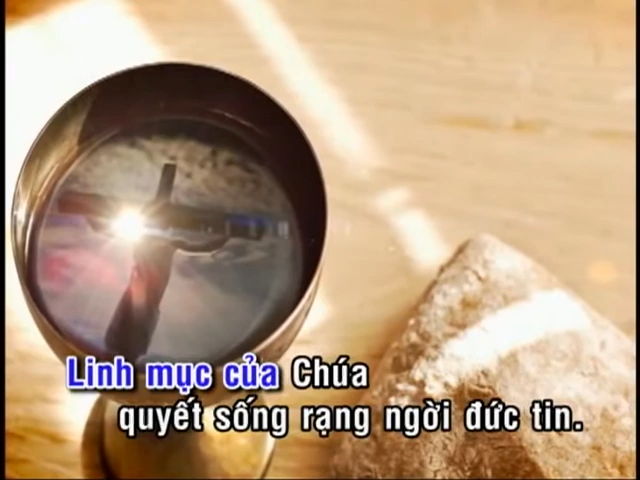 Linh mục của Chúa
quyết sống rạng ngời đức tin.